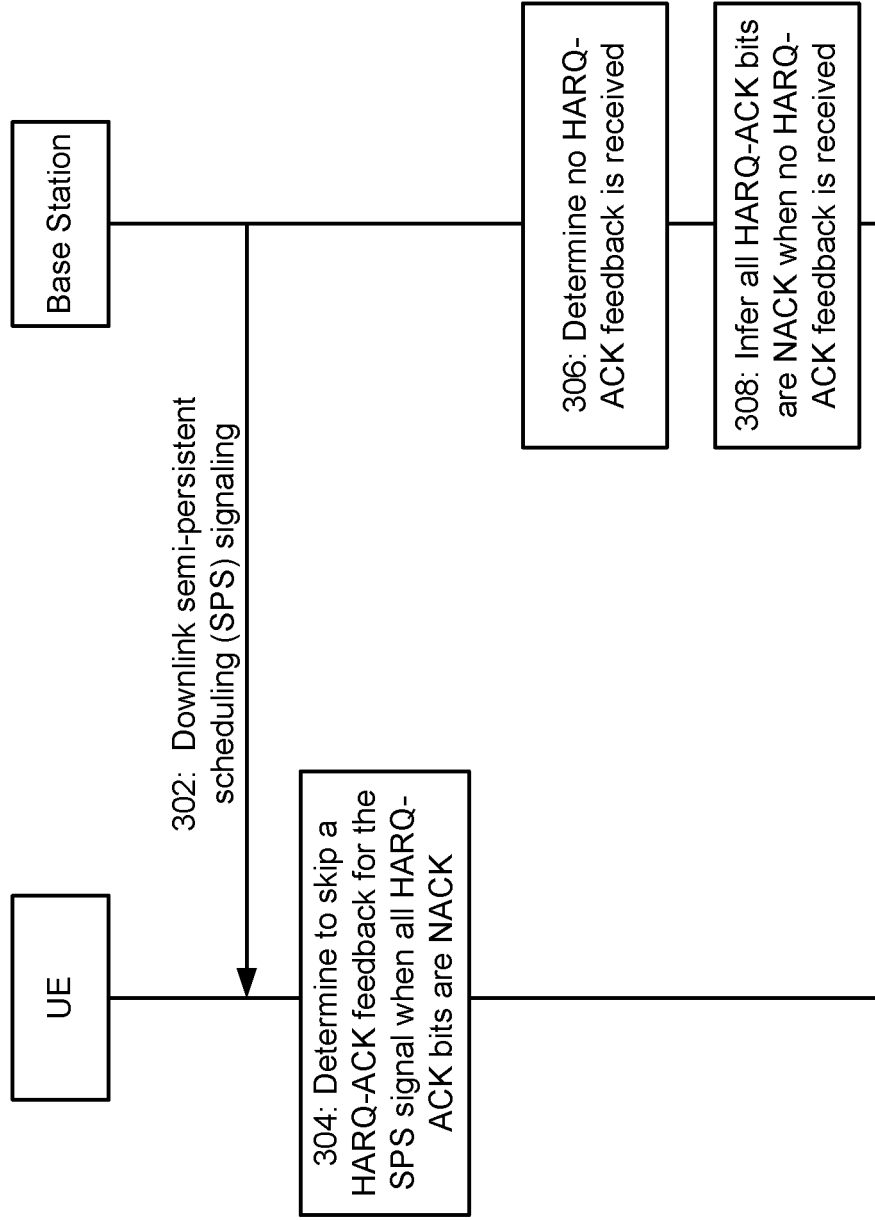 UE
Base Station
302:  Downlink semi-persistent
scheduling (SPS) signaling
304: Determine to skip a
HARQ-ACK feedback for the
SPS signal when all HARQ-
ACK bits are NACK
306: Determine no HARQ-
ACK feedback is received
308: Infer all HARQ-ACK bits
are NACK when no HARQ-
ACK feedback is received